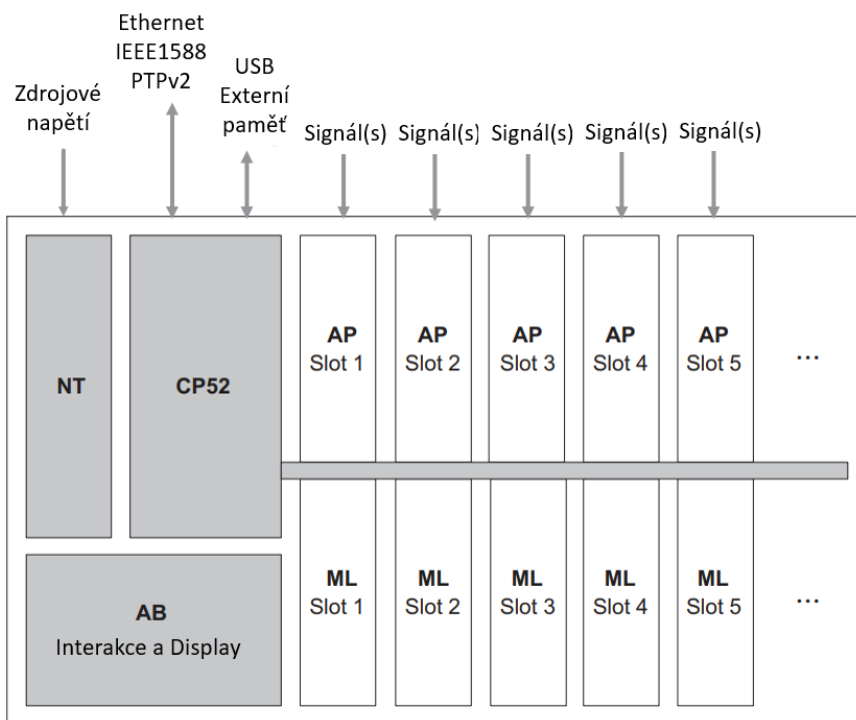 Zdrojové
napětí
Ethernet
IEEE1588
PTPv2
USB
Externí
paměť
Signál(s)
Signál(s)
Signál(s)
Signál(s)
Signál(s)
NT
CP52
AP
Slot 1
AP
Slot 2
AP
Slot 3
AP
Slot 4
AP
Slot 5
...
AB
Interakce a Display
ML
Slot 1
ML
Slot 2
ML
Slot 3
ML
Slot 4
ML
Slot 5
...